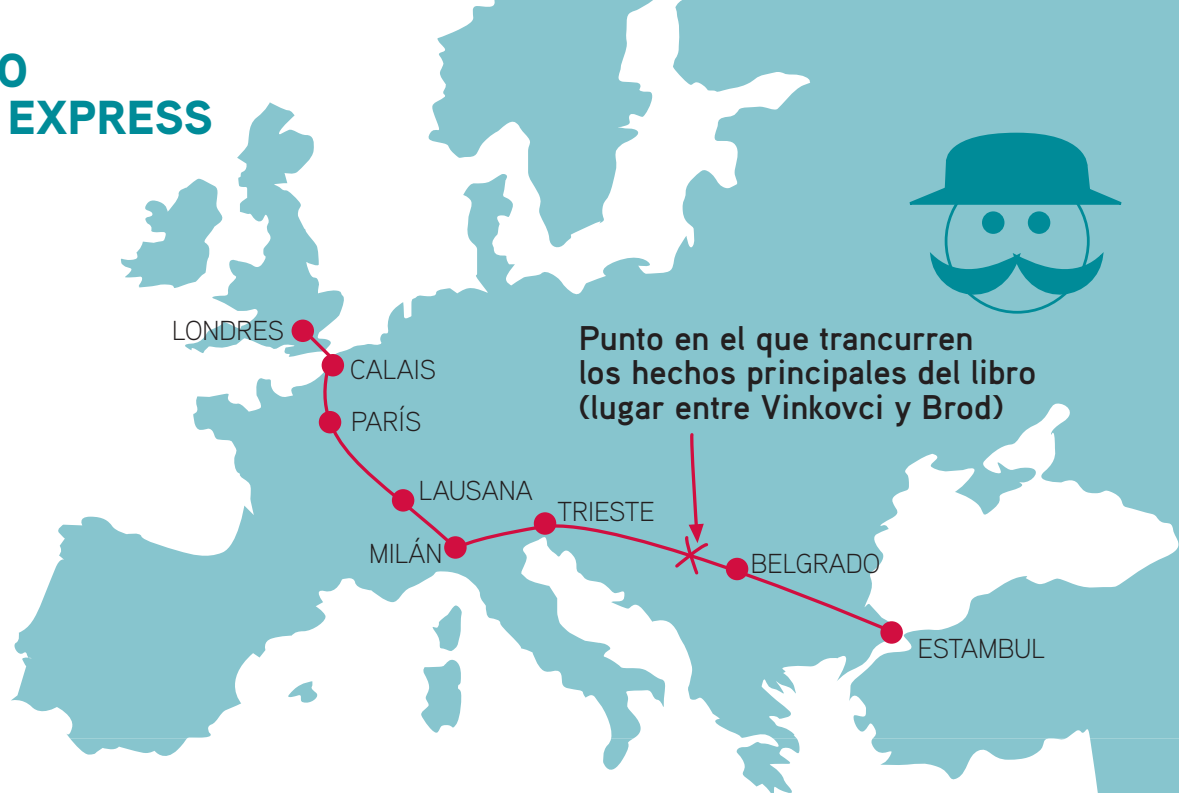 O
EXPRESS
LONDRES
CALAIS
PARÍS
Punto en el que trancurren
los hechos principales del libro
(lugar entre Vinkovci y Brod)
LAUSANA
TRIESTE
MILÁN
BELGRADO
ESTAMBUL